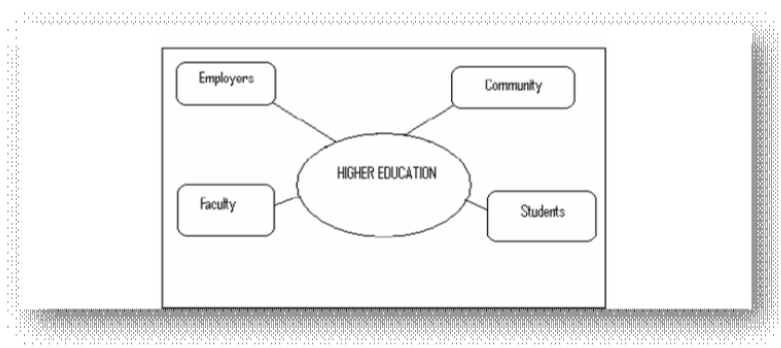 Employers
Community
HIGHER EDUCATION
Faculty
Students